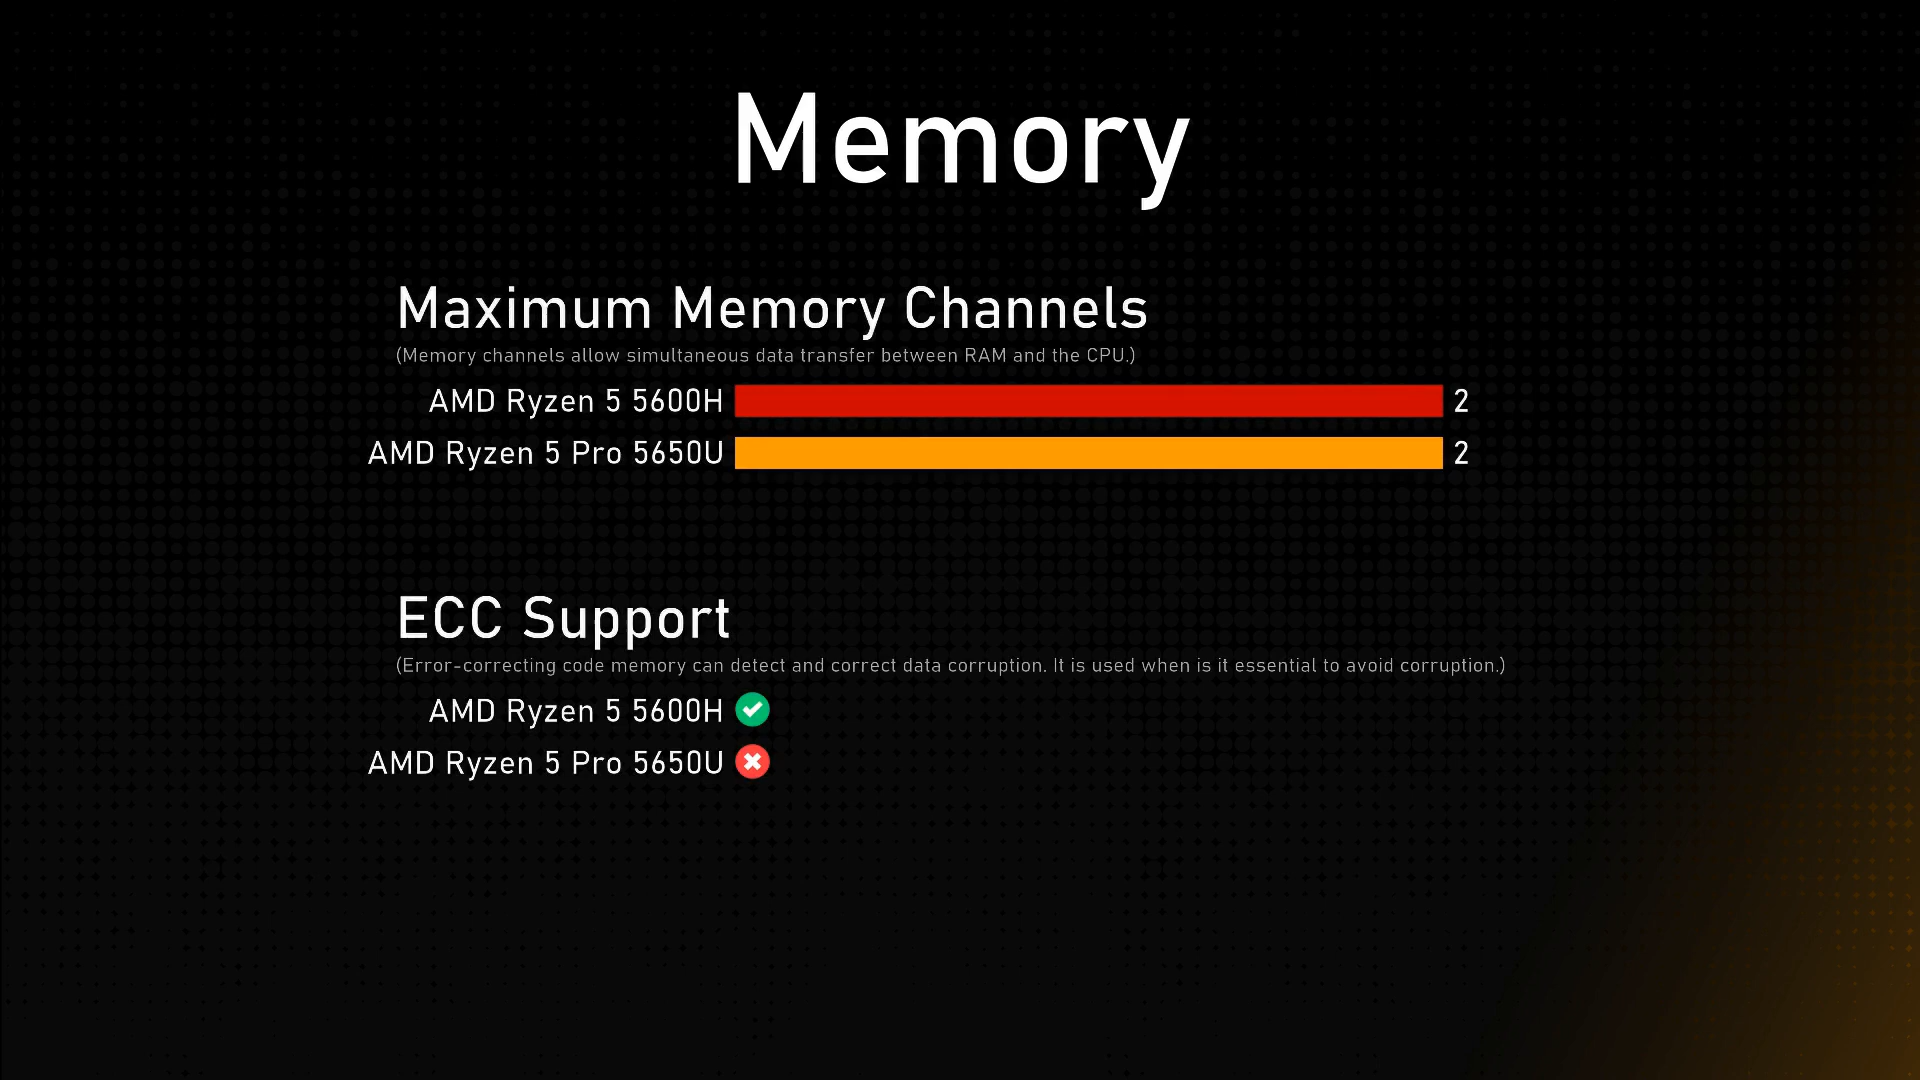 Memory
Maximum Memory Channels
(Memory channels allow simultaneous data transfer between RAM and the CPU.)
AMD Ryzen 5 5600H 2
AMD Ryzen 5 Pro 5650U 2
ECC Support
(Error-correcting code memory can detect and correct data corruption. It is used when is it essential to avoid corruption.)
AMD Ryzen 5 5600H
AMD Ryzen 5 Pro 5650U